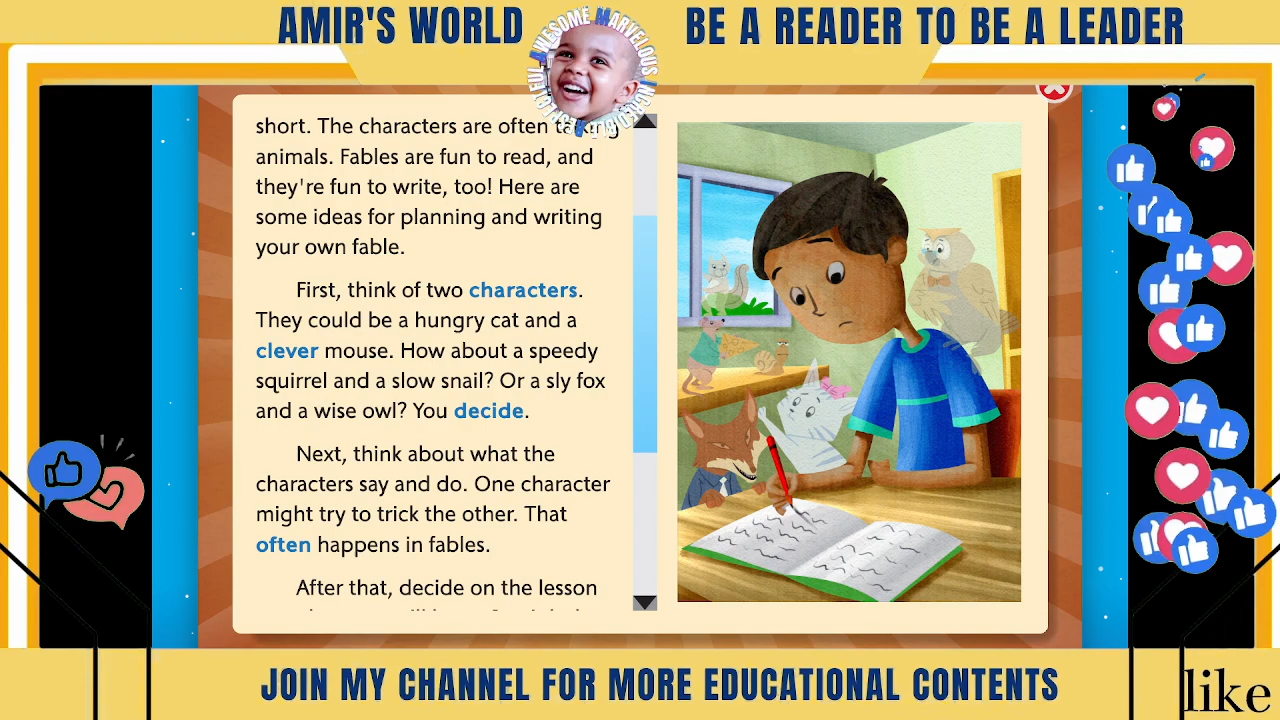 AMIR'S WORLD
BE A READER TO BE A LEADER
AWESOME MARVELOUS
short. The characters are often
animals. Fables are fun to read, and
they're fun to write, too! Here are
some ideas for planning and writing
your own fable.
First, think of two characters.
They could be a hungry cat and a
clever mouse. How about a speedy
squirrel and a slow snail? Or a sly fox
and a wise owl? You decide.
Next, think about what the
characters say and do. One character
might try to trick the other. That
often happens in fables.
After that, decide on the lesson
JOIN MY CHANNEL FOR MORE EDUCATIONAL CONTENTS
like